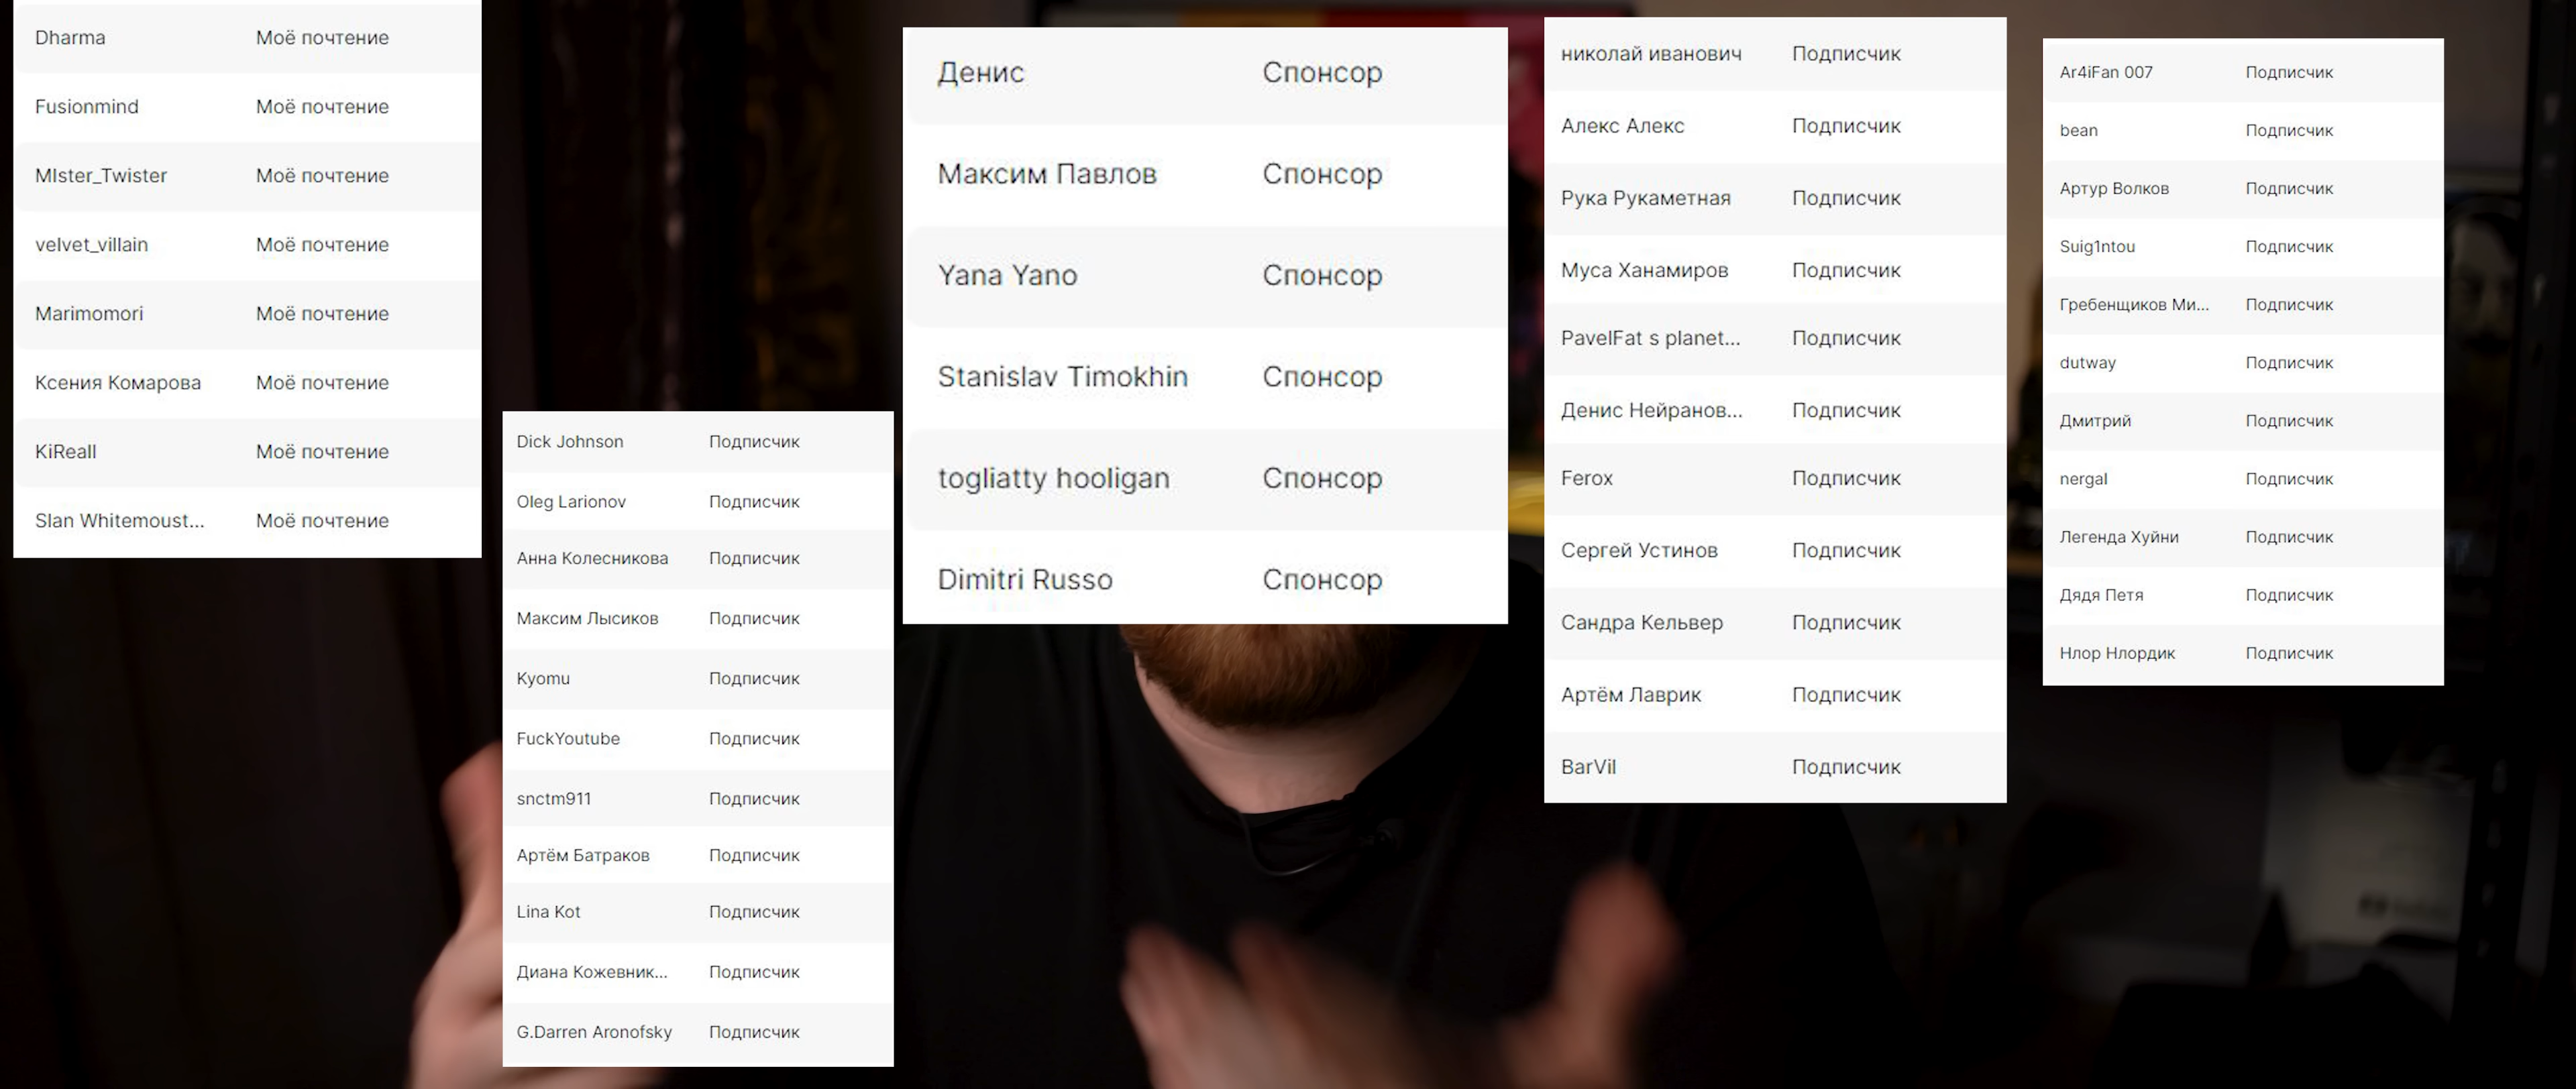 Dharma Моё почтение
Fusionmind Моё почтение
MIster_Twister Моё почтение
velvet_villain Моё почтение
Marimomori Моё почтение
Ксения Комарова Моё почтение
KiReall Моё почтение
Slan Whitemoust... Моё почтение
Dick Johnson Подписчик
Oleg Larionov Подписчик
Анна Колесникова Подписчик
Максим Лысиков Подписчик
Kyomu Подписчик
FuckYoutube Подписчик
snctm911 Подписчик
Артём Батраков Подписчик
Lina Kot Подписчик
Диана Кожевник... Подписчик
G.Darren Aronofsky Подписчик
Денис Спонсор
Максим Павлов Спонсор
Yana Yano Спонсор
Stanislav Timokhin Спонсор
togliatty hooligan Спонсор
Dimitri Russo Спонсор
николай иванович Подписчик
Алекс Алекс Подписчик
Рука Рукаметная Подписчик
Муса Ханамиров Подписчик
PavelFat s planet... Подписчик
Денис Нейранов... Подписчик
Ferox Подписчик
Сергей Устинов Подписчик
Сандра Кельвер Подписчик
Артём Лаврик Подписчик
BarVil Подписчик
Ar4iFan 007 Подписчик
bean Подписчик
Артур Волков Подписчик
Suig1ntou Подписчик
Гребенщиков Ми... Подписчик
dutway Подписчик
Дмитрий Подписчик
nergal Подписчик
Легенда Хуйни Подписчик
Дядя Петя Подписчик
Нлор Нлордик Подписчик